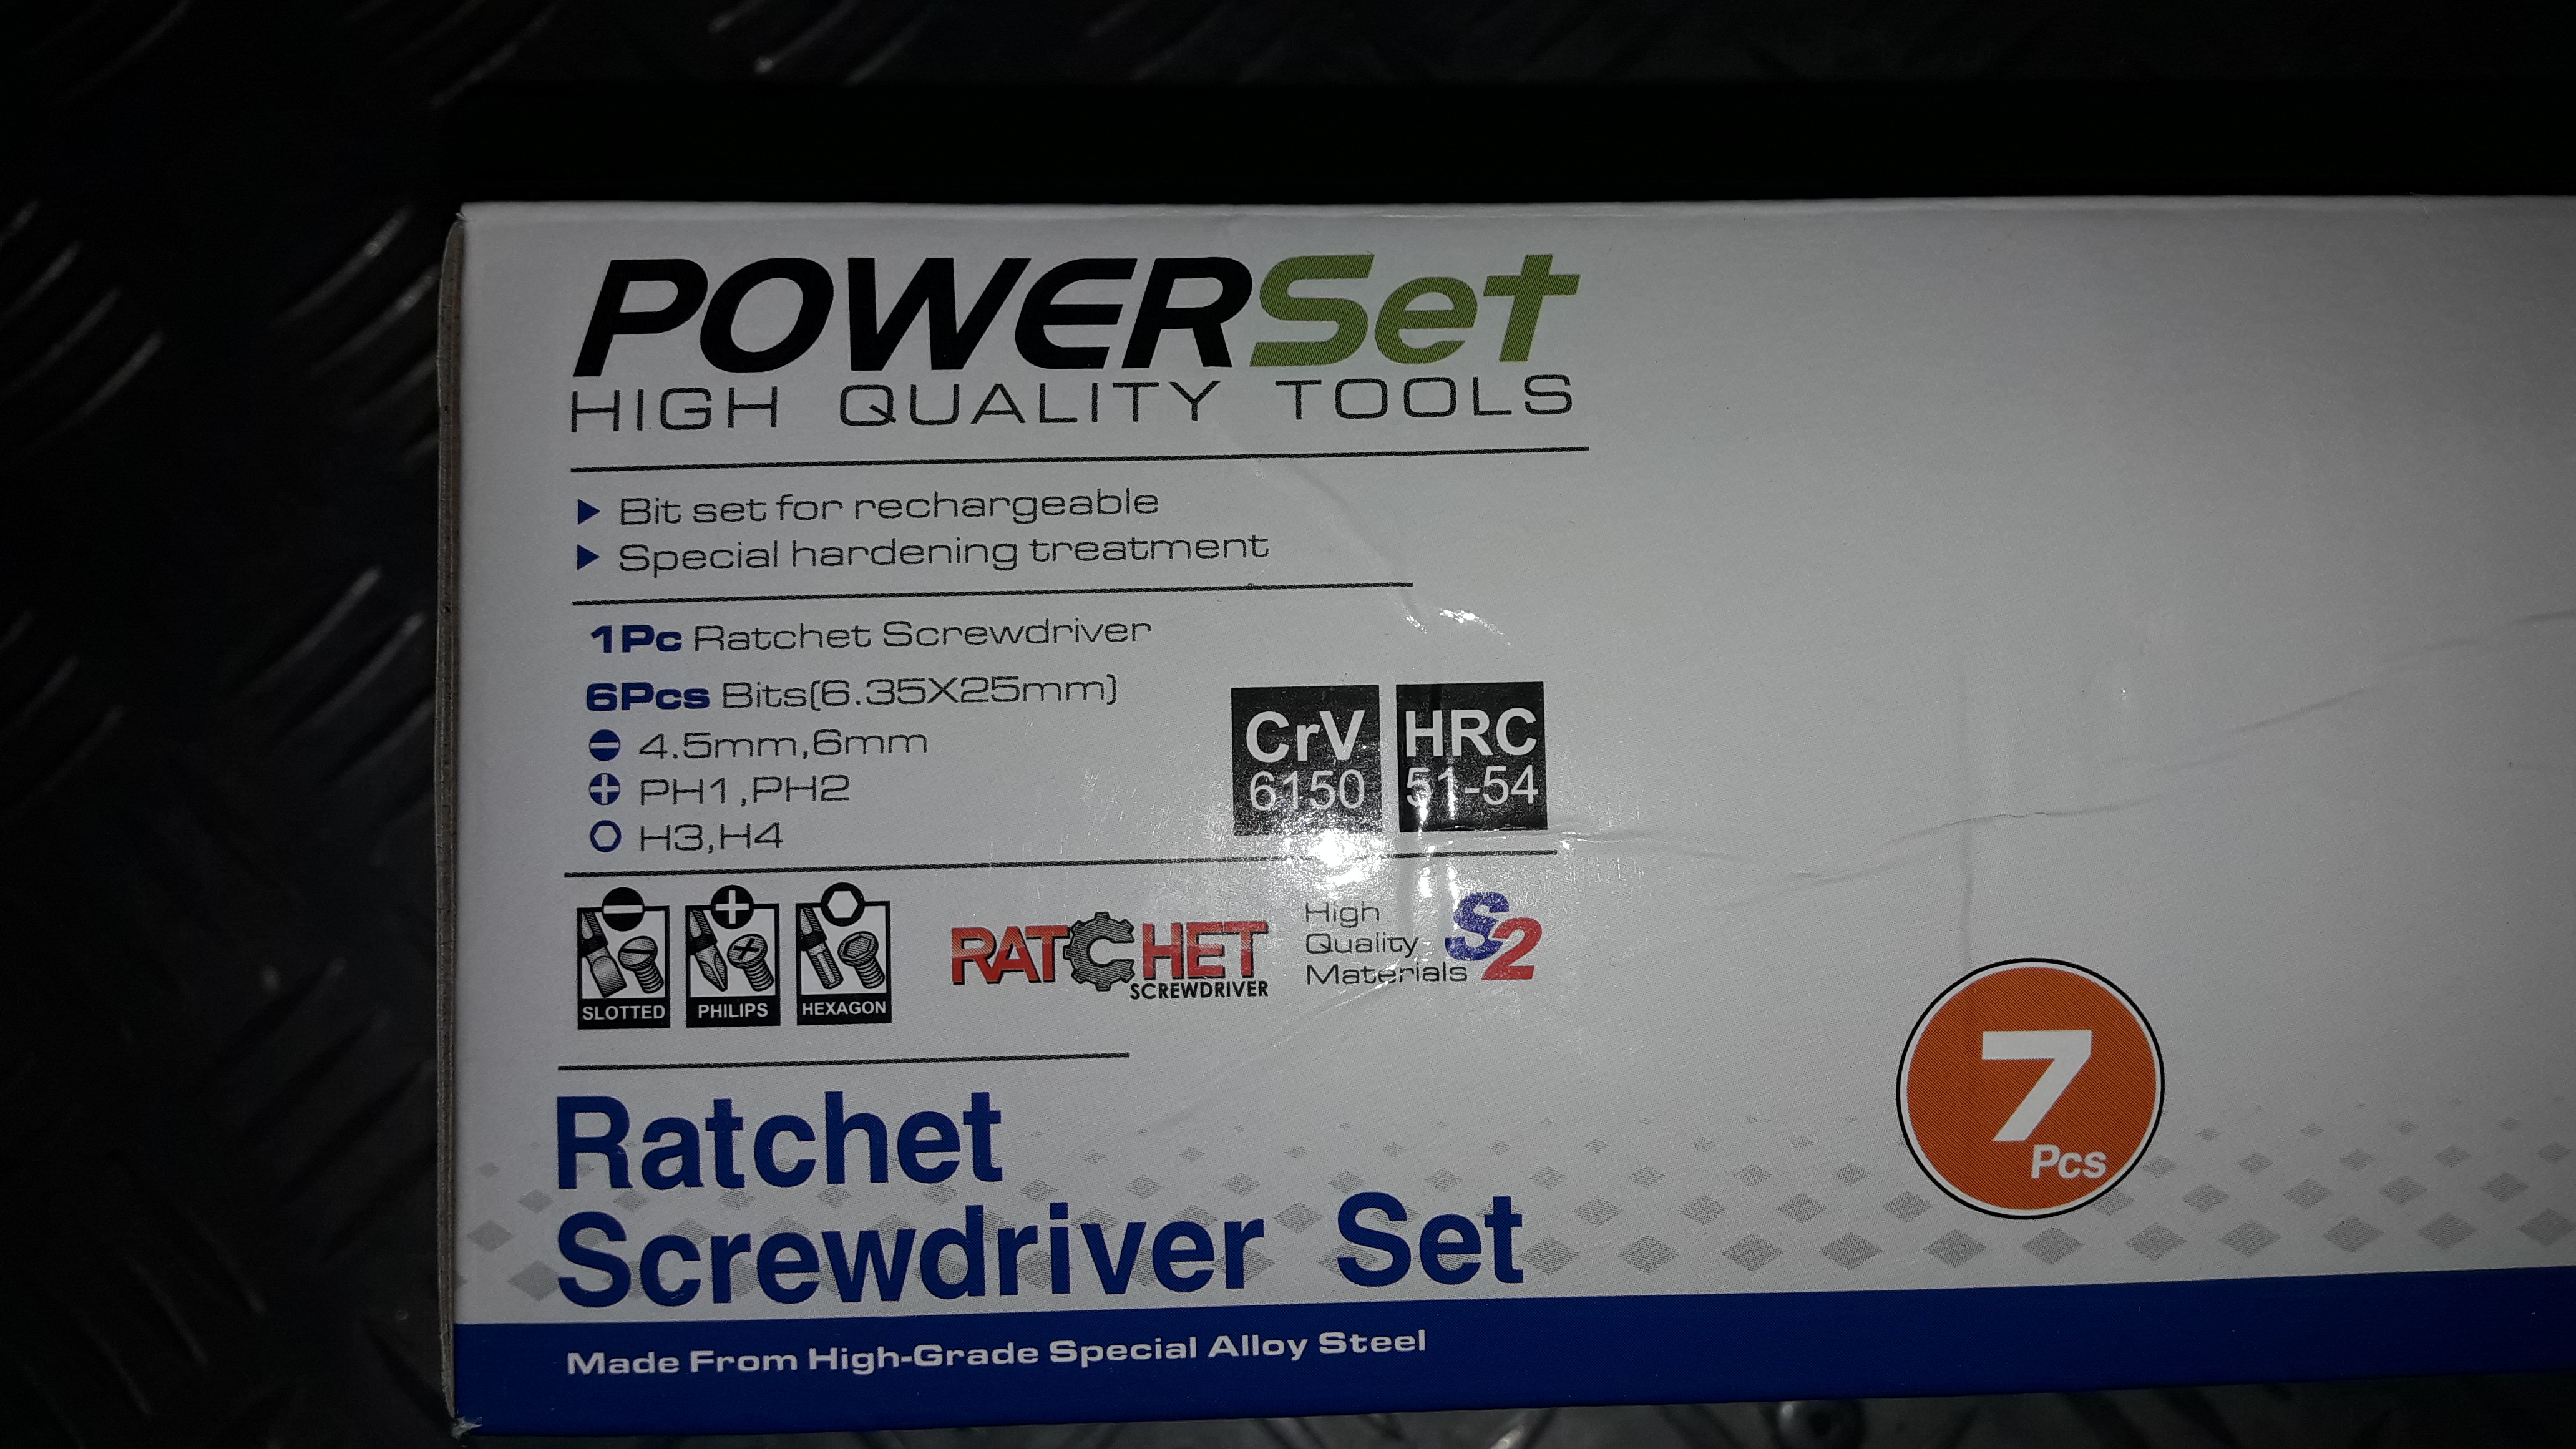 POWERSet
HIGH QUALITY TOOLS
Bit set for rechargeable
Special hardening treatment
1Pc Ratchet Screwdriver
6Pcs Bits(6.35X25mm)
4.5mm,6mm
PH1,PH2
H3,H4
CrV
6150
HRC
51-54
SLOTTED
PHILIPS
HEXAGON
RATCHET
SCREWDRIVER
High
Quality
Materials
S2
7
Pcs
Ratchet
Screwdriver Set
Made From High-Grade Special Alloy Steel